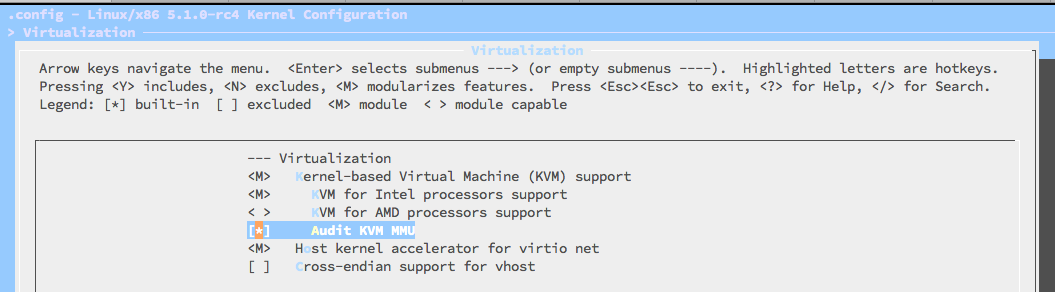 .config - Linux/x86 5.1.0-rc4 Kernel Configuration
> Virtualization
Virtualization
Arrow keys navigate the menu.  <Enter> selects submenus ---> (or empty submenus ----).  Highlighted letters are hotkeys.
Pressing <Y> includes, <N> excludes, <M> modularizes features.  Press <Esc><Esc> to exit, <?> for Help, </> for Search.
Legend: [*] built-in  [ ] excluded  <M> module  < > module capable
--- Virtualization
<M>   Kernel-based Virtual Machine (KVM) support
<M>     KVM for Intel processors support
< >     KVM for AMD processors support
[*]     Audit KVM MMU
<M>   Host kernel accelerator for virtio net
[ ]   Cross-endian support for vhost